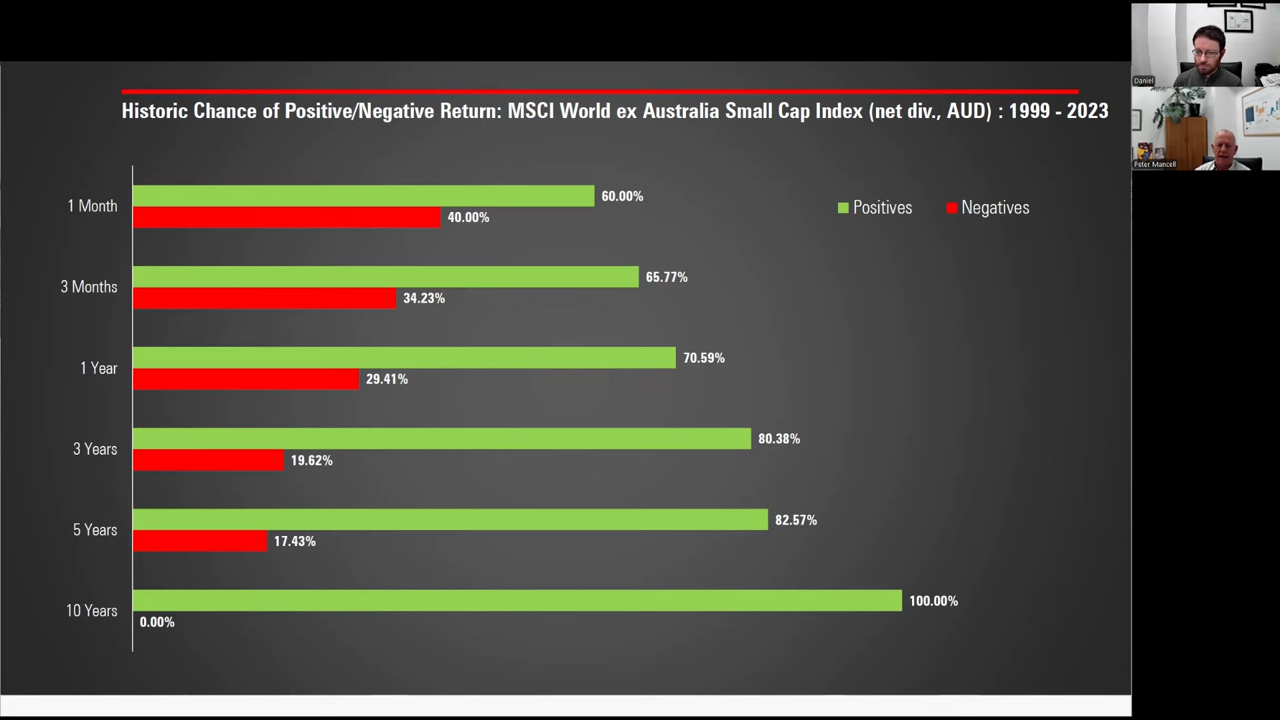 Historic Chance of Positive/Negative Return: MSCI World ex Australia Small Cap Index (net div., AUD) : 1999 - 2023
Positives
Negatives
1 Month
60.00%
40.00%
3 Months
65.77%
34.23%
1 Year
70.59%
29.41%
3 Years
80.38%
19.62%
5 Years
82.57%
17.43%
10 Years
100.00%
0.00%
Daniel
Peter Mancell